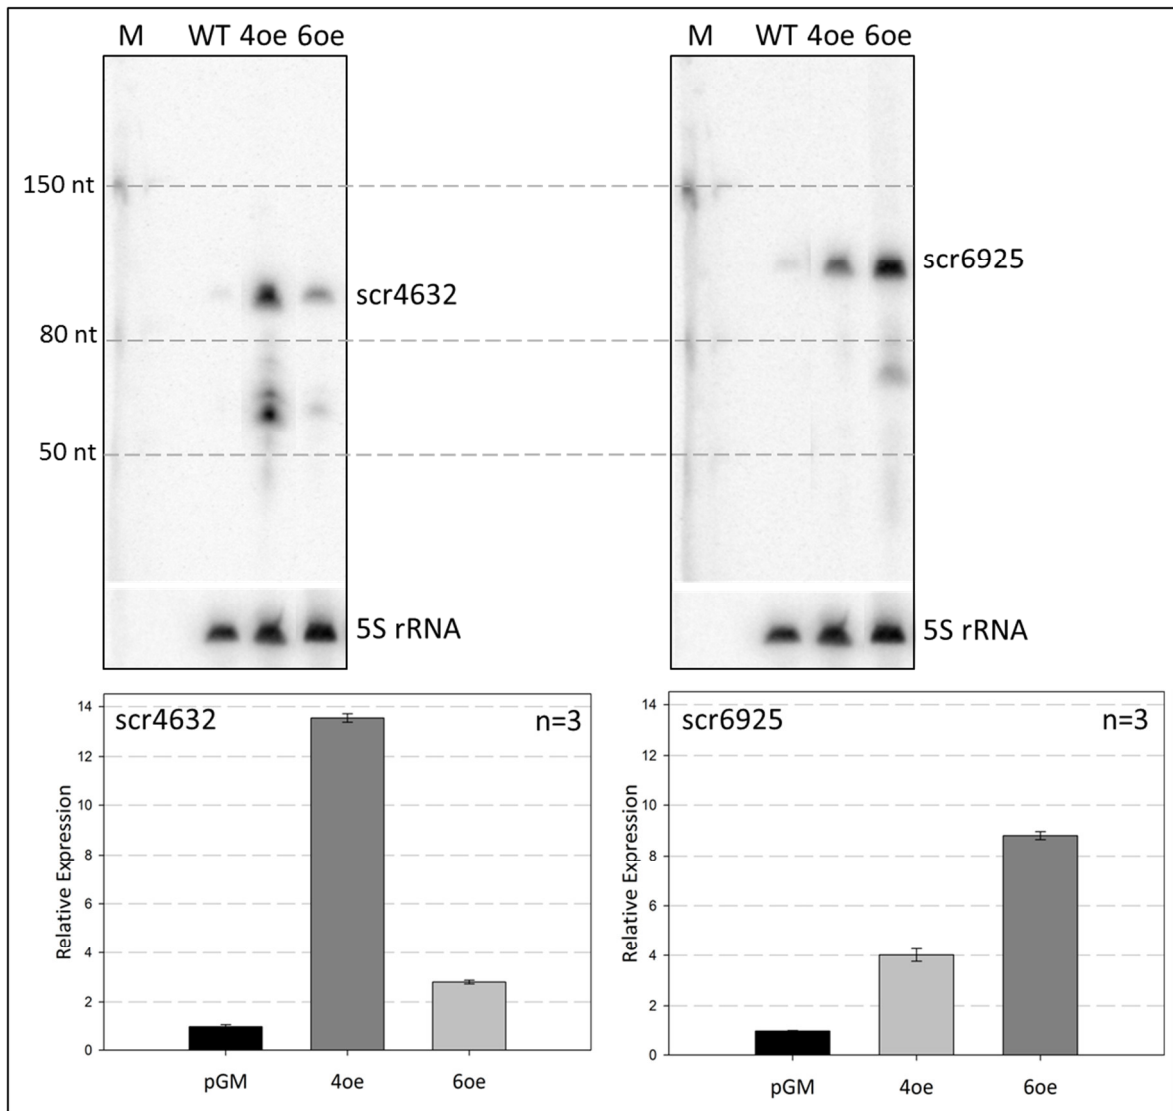 M WT 4oe 6oe
M WT 4oe 6oe
150 nt
scr6925
scr4632
80 nt
50 nt
5S rRNA
5S rRNA
scr4632 n=3
14
12
10
8
6
4
2
0
Relative Expression
pGM 4oe 6oe
scr6925 n=3
14
12
10
8
6
4
2
0
Relative Expression
pGM 4oe 6oe